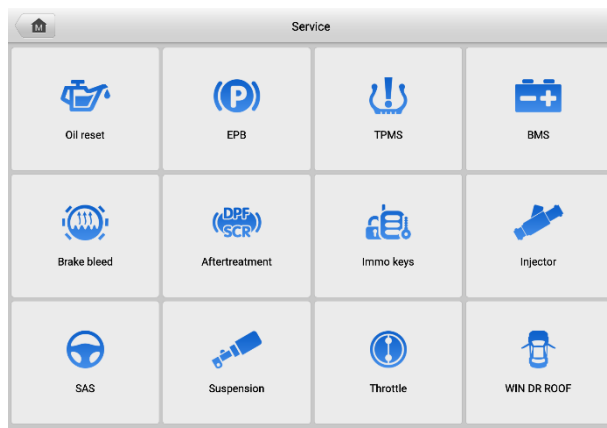 M
Service
Oil reset
EPB
TPMS
BMS
Brake bleed
Aftertreatment
Immo keys
Injector
SAS
Suspension
Throttle
WIN DR ROOF
P
DPF
SCR